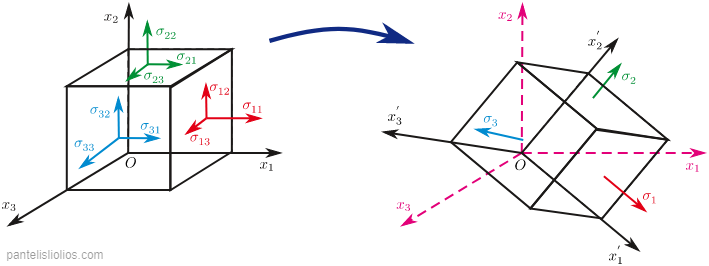 x₂
σ₂₂
σ₂₁
σ₂₃
σ₁₂
σ₁₁
σ₁₃
σ₃₂
σ₃₁
σ₃₃
O
x₁
x₃
x₂
x₂′
σ₂
x₃′
σ₃
O
x₁
σ₁
x₃
x₁′
pantelisliolios.com